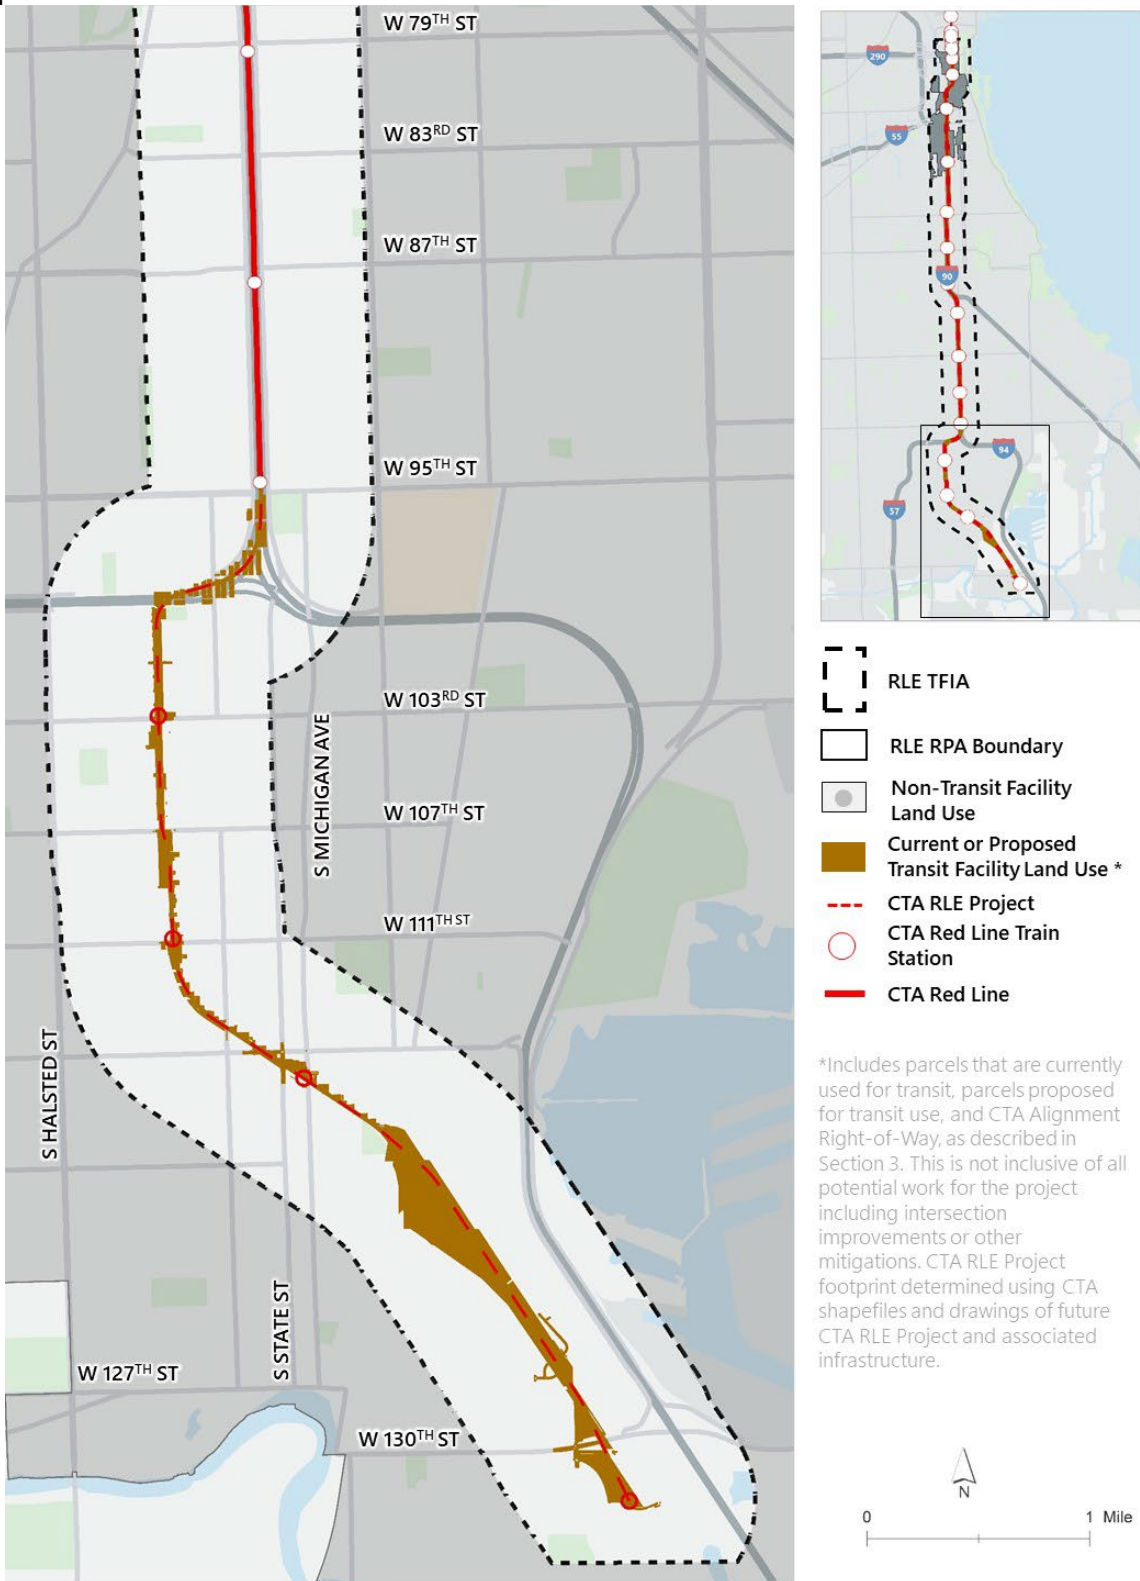 W 79TH ST
W 83RD ST
W 87TH ST
W 95TH ST
W 103RD ST
S MICHIGAN AVE
W 107TH ST
W 111TH ST
S HALSTED ST
S STATE ST
W 127TH ST
W 130TH ST
290
55
90
94
57
RLE TFIA
RLE RPA Boundary
Non-Transit Facility
Land Use
Current or Proposed
Transit Facility Land Use *
CTA RLE Project
CTA Red Line Train
Station
CTA Red Line
*Includes parcels that are currently
used for transit, parcels proposed
for transit use, and CTA Alignment
Right-of-Way, as described in
Section 3. This is not inclusive of all
potential work for the project
including intersection
improvements or other
mitigations. CTA RLE Project
footprint determined using CTA
shapefiles and drawings of future
CTA RLE Project and associated
infrastructure.
N
0 1 Mile